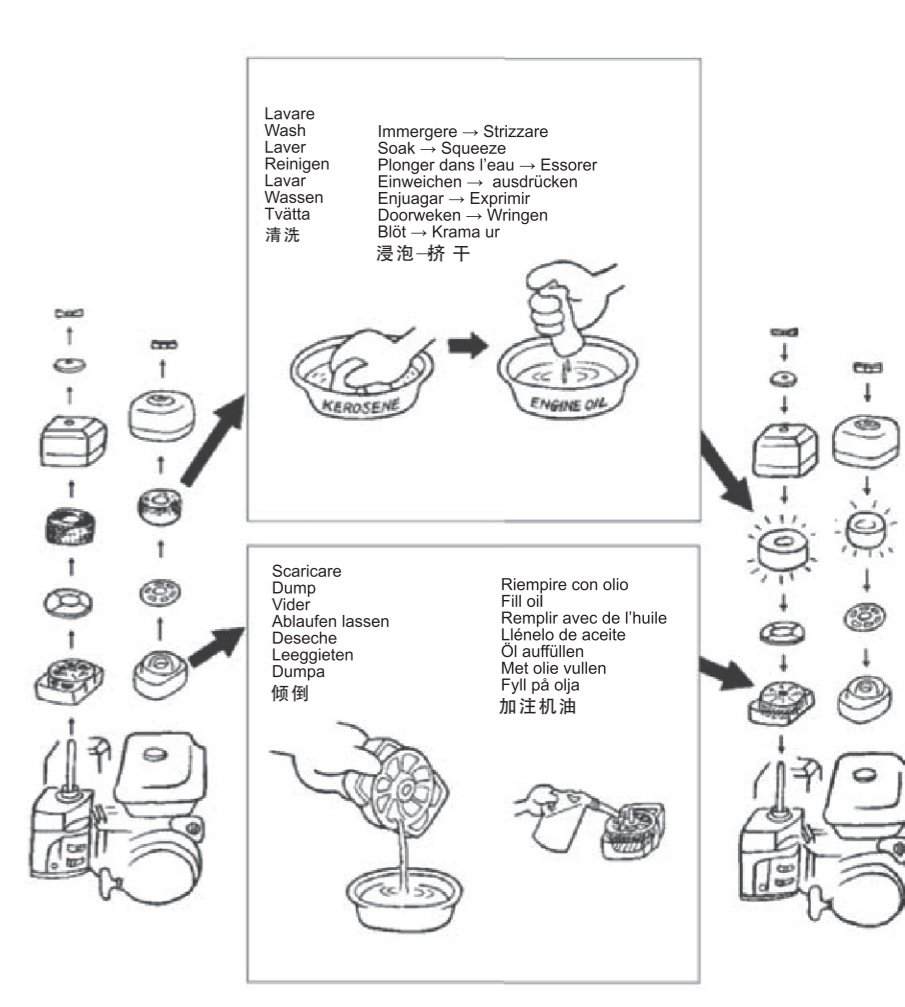 Lavare
Wash
Laver
Reinigen
Lavar
Wassen
Tvätta
清洗
Immergere → Strizzare
Soak → Squeeze
Plonger dans l'eau → Essorer
Einweichen → ausdrücken
Enjuagar → Exprimir
Doorweken → Wringen
Blöt → Krama ur
浸泡→挤 干
KEROSENE
ENGINE OIL
Scaricare
Dump
Vider
Ablaufen lassen
Deseche
Leeggieten
Dumpa
倾倒
Riempire con olio
Fill oil
Remplir avec de l'huile
Llénelo de aceite
Öl auffüllen
Met olie vullen
Fyll på olja
加注机油